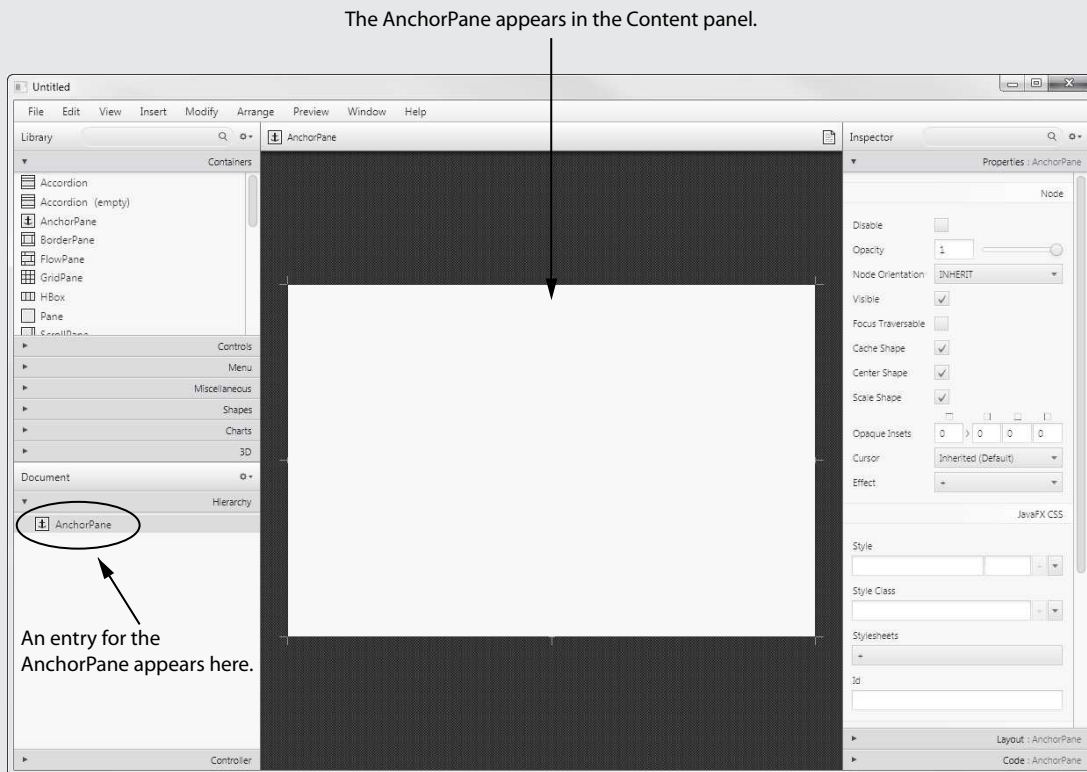 The AnchorPane appears in the Content panel.
Untitled
File Edit View Insert Modify Arrange Preview Window Help
Library
Containers
Accordion
Accordion (empty)
AnchorPane
BorderPane
FlowPane
GridPane
HBox
Pane
ScrollPane
Controls
Menu
Miscellaneous
Shapes
Charts
3D
Document
Hierarchy
AnchorPane
An entry for the
AnchorPane appears here.
Controller
AnchorPane
Inspector
Properties : AnchorPane
Node
Disable
Opacity 1
Node Orientation INHERIT
Visible
Focus Traversable
Cache Shape
Center Shape
Scale Shape
Opaque Insets 0 > 0 0 0
Cursor Inherited (Default)
Effect +
JavaFX CSS
Style
Style Class
Stylesheets
+
Id
Layout : AnchorPane
Code : AnchorPane